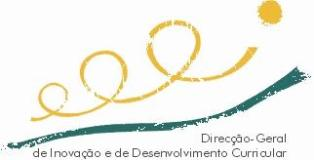 Direcção-Geral
de Inovação e de Desenvolvimento Curricular